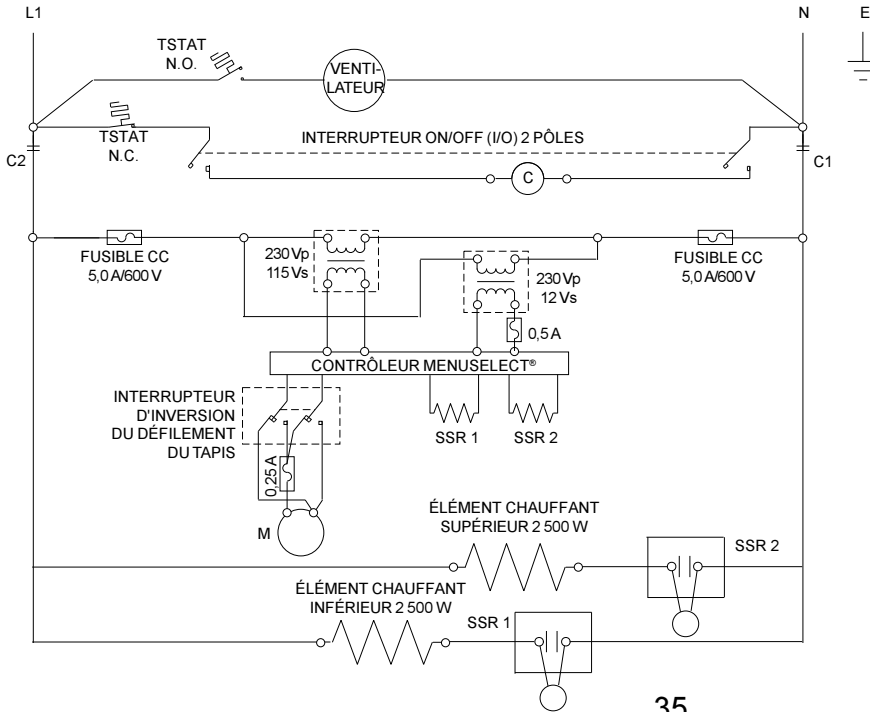 L1
N
E
TSTAT
N.O.
VENTI-
LATEUR
TSTAT
N.C.
INTERRUPTEUR ON/OFF (I/O) 2 PÔLES
C2
C
C1
FUSIBLE CC
5,0 A/600 V
230 Vp
115 Vs
230 Vp
12 Vs
FUSIBLE CC
5,0 A/600 V
0,5 A
CONTRÔLEUR MENUSELECT®
INTERRUPTEUR
D'INVERSION
DU DÉFILEMENT
DU TAPIS
SSR 1
SSR 2
0,25 A
M
ÉLÉMENT CHAUFFANT
SUPÉRIEUR 2 500 W
SSR 2
ÉLÉMENT CHAUFFANT
INFÉRIEUR 2 500 W
SSR 1
35